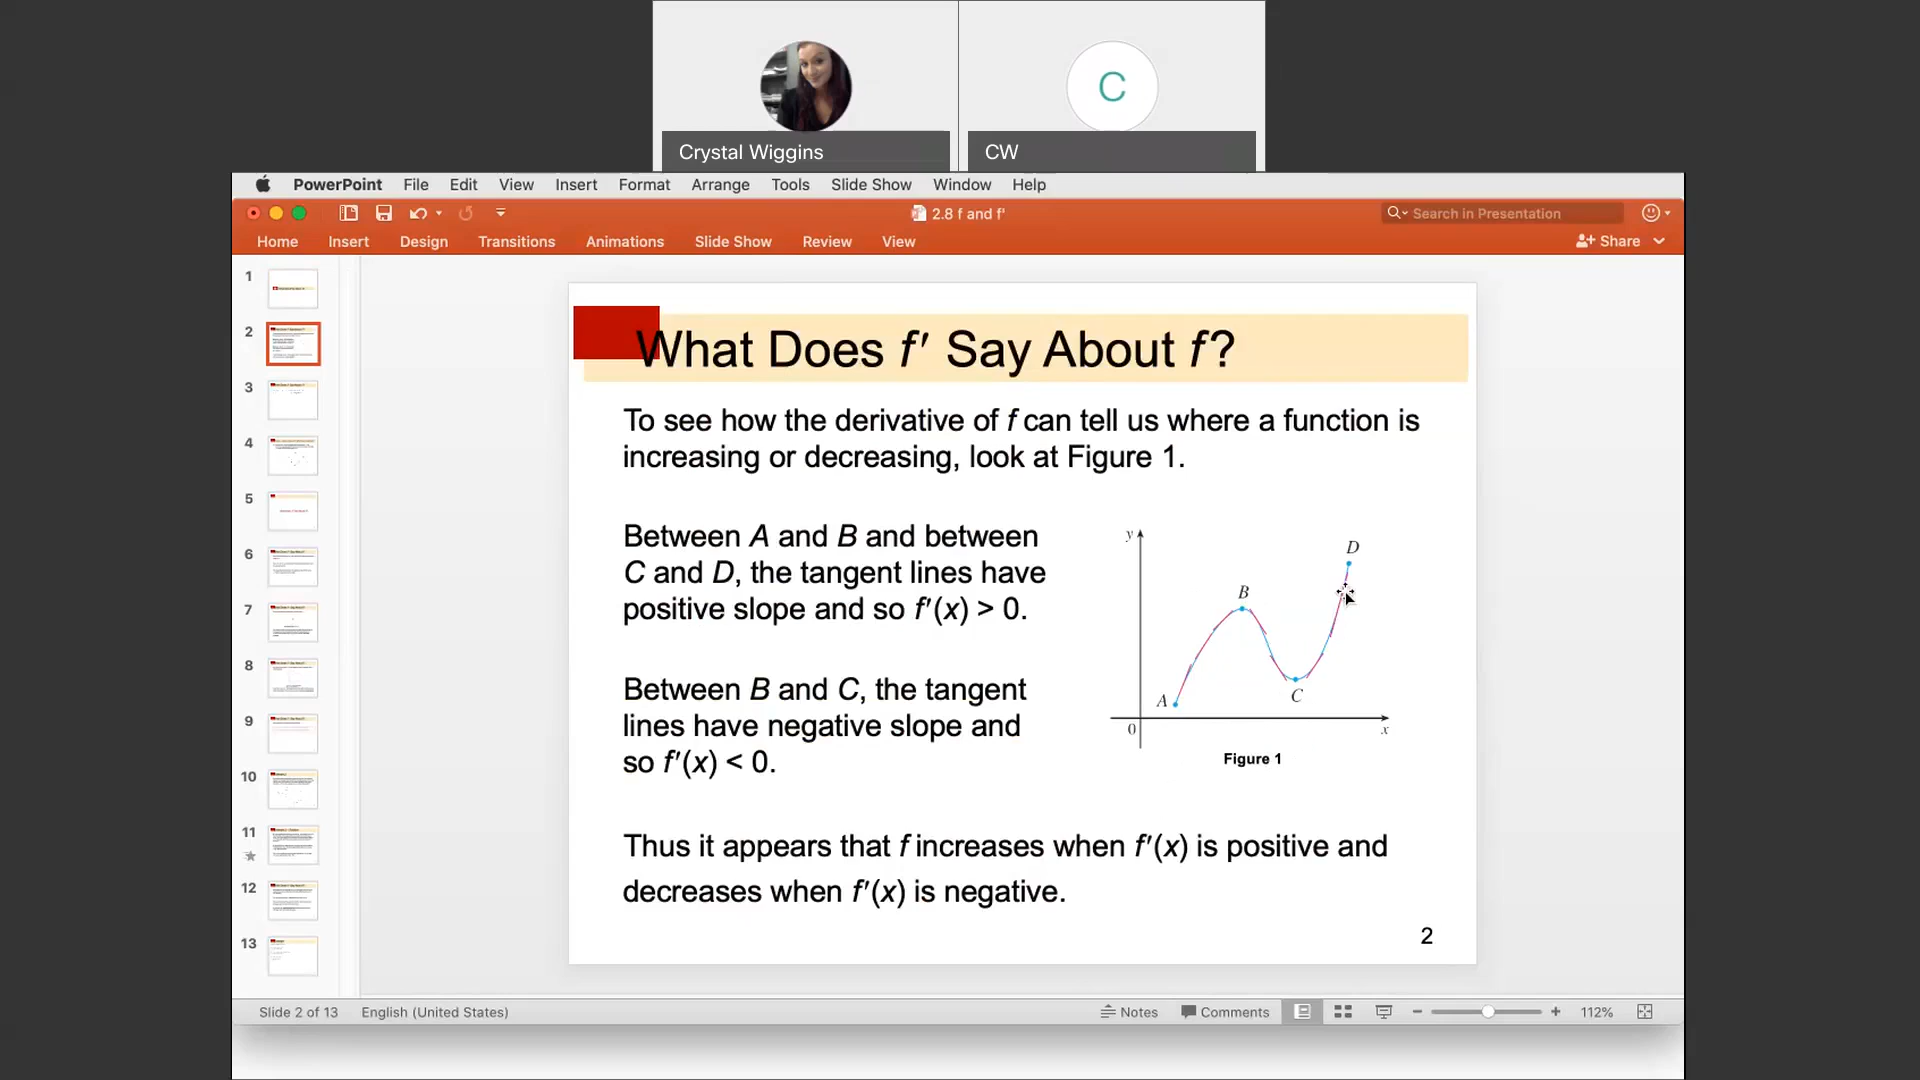 C
Crystal Wiggins
CW
PowerPoint File Edit View Insert Format Arrange Tools Slide Show Window Help
2.8 f and f'
Search in Presentation
Home Insert Design Transitions Animations Slide Show Review View
Share
1
2
3
4
5
6
7
8
9
10
11
12
13
What Does f′ Say About f?
To see how the derivative of f can tell us where a function is
increasing or decreasing, look at Figure 1.
Between A and B and between
C and D, the tangent lines have
positive slope and so f′(x) > 0.
Between B and C, the tangent
lines have negative slope and
so f′(x) < 0.
y
D
B
A
C
0
x
Figure 1
Thus it appears that f increases when f′(x) is positive and
decreases when f′(x) is negative.
2
Slide 2 of 13 English (United States)
Notes Comments 112%